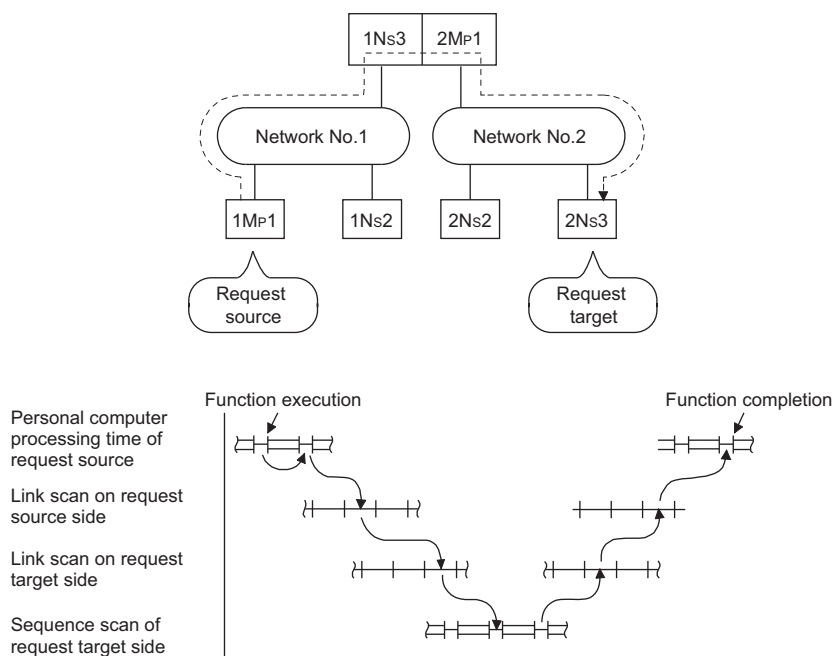 1Ns3 2MP1
Network No.1 Network No.2
1MP1 1Ns2 2Ns2 2Ns3
Request
source
Request
target
Function execution Function completion
Personal computer
processing time of
request source
Link scan on request
source side
Link scan on request
target side
Sequence scan of
request target side